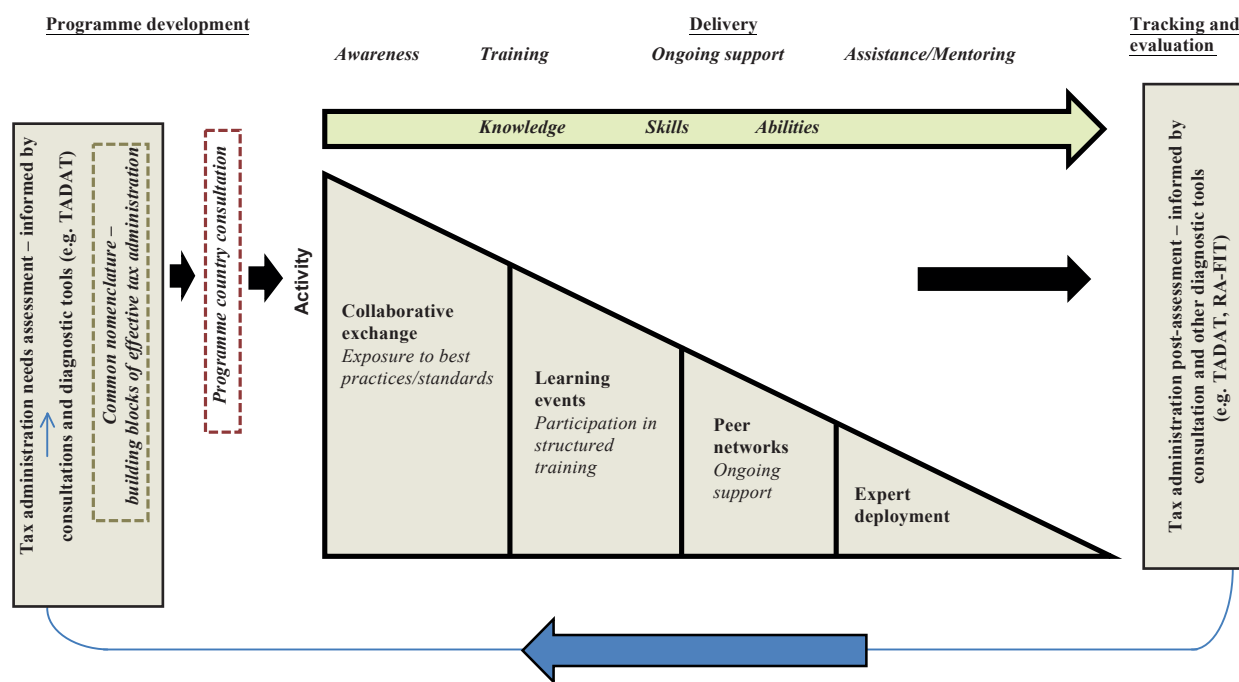 Programme development
Delivery
Tracking and
evaluation
Awareness
Training
Ongoing support
Assistance/Mentoring
Knowledge
Skills
Abilities
Tax administration needs assessment – informed by
consultations and diagnostic tools (e.g. TADAT)
Common nomenclature –
building blocks of effective tax administration
Programme country consultation
Activity
Collaborative
exchange
Exposure to best
practices/standards
Learning
events
Participation in
structured
training
Peer
networks
Ongoing
support
Expert
deployment
Tax administration post-assessment – informed by
consultation and other diagnostic tools
(e.g. TADAT, RA-FIT)